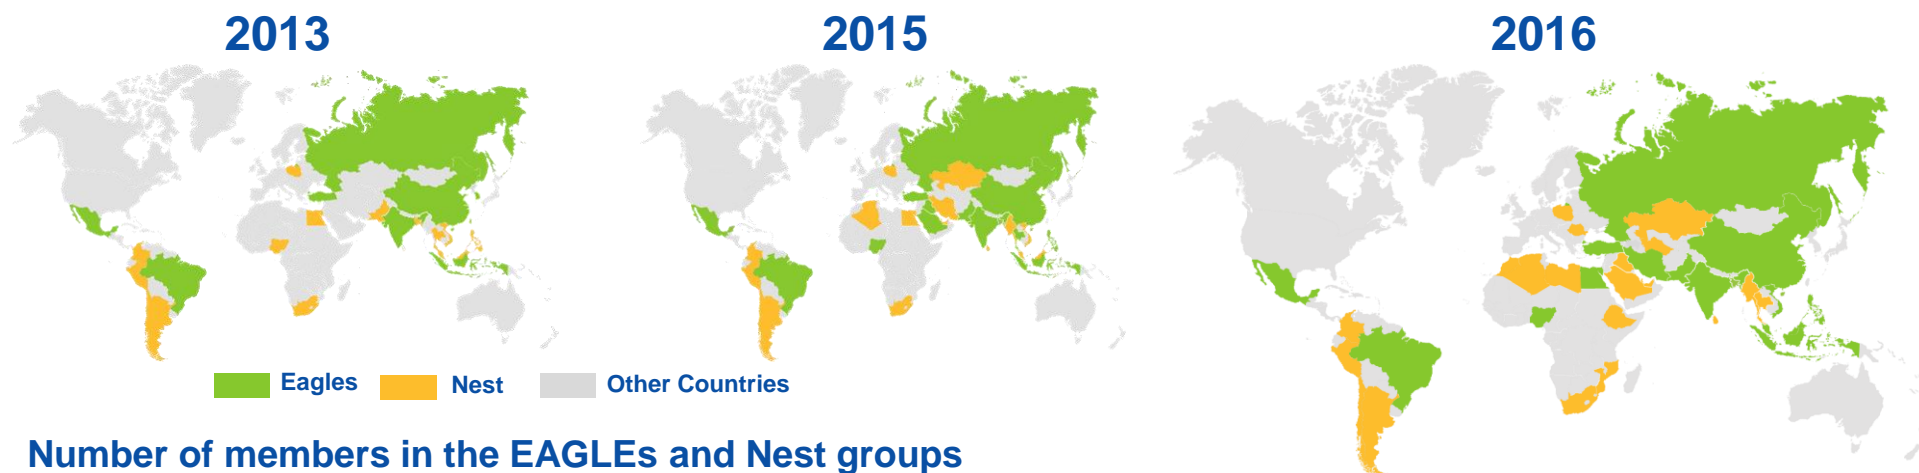 2013
2015
2016
Eagles
Nest
Other Countries
Number of members in the EAGLEs and Nest groups